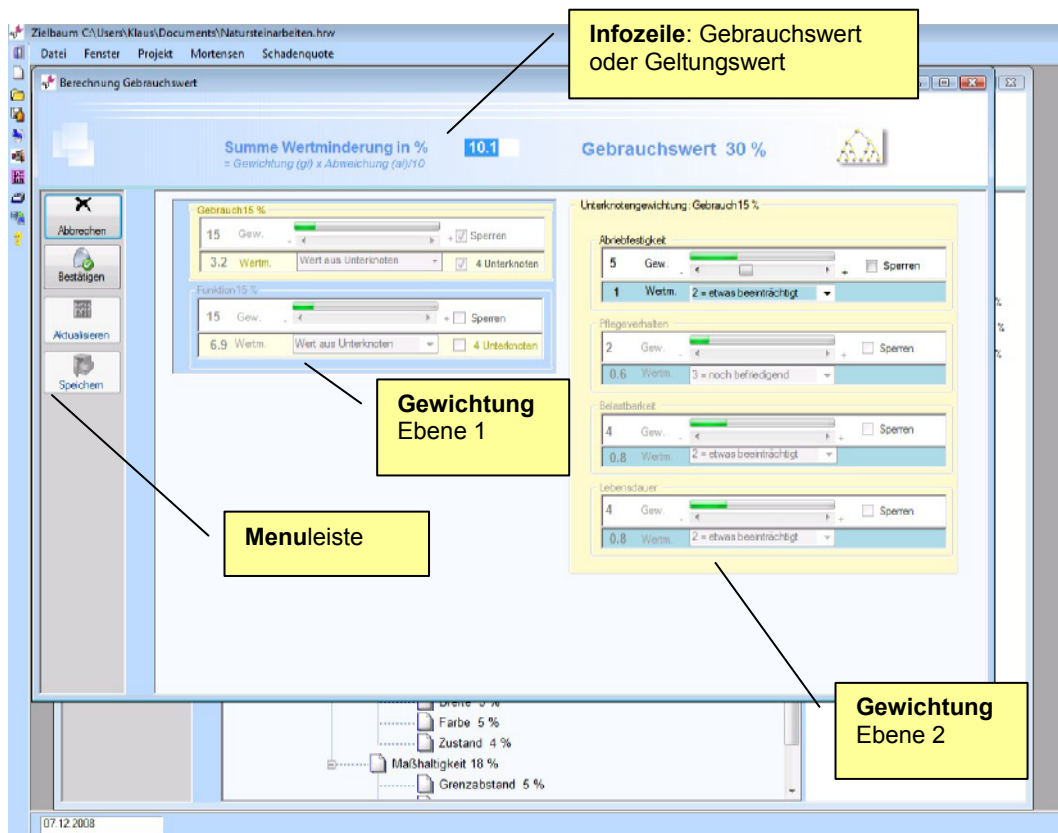 Zielbaum C:\Users\Klaus\Documents\Natursteinarbeiten.hrw
Datei Fenster Projekt Mortensen Schadenquote
Infozeile: Gebrauchswert
oder Geltungswert
Berechnung Gebrauchswert
Summe Wertminderung in % 10.1 Gebrauchswert 30 %
= Gewichtung (gi) x Abweichung (ai)/10
Abbrechen
Bestätigen
Aktualisieren
Speichern
Gebrauch 15 %
15 Gew. - + Sperren
3.2 Wertm. Wert aus Unterknoten 4 Unterknoten
Funktion 15 %
15 Gew. - + Sperren
6.9 Wertm. Wert aus Unterknoten 4 Unterknoten
Gewichtung
Ebene 1
Menuleiste
Unterknotengewichtung: Gebrauch 15 %
Abriebfestigkeit
5 Gew. - + Sperren
1 Wertm. 2 = etwas beeinträchtigt
Pflegeverhalten
2 Gew. - + Sperren
0.6 Wertm. 3 = noch befriedigend
Belastbarkeit
4 Gew. - + Sperren
0.8 Wertm. 2 = etwas beeinträchtigt
Lebensdauer
4 Gew. - + Sperren
0.8 Wertm. 2 = etwas beeinträchtigt
%
%
%
Gewichtung
Ebene 2
Farbe 5 %
Zustand 4 %
Maßhaltigkeit 18 %
Grenzabstand 5 %
07.12.2008